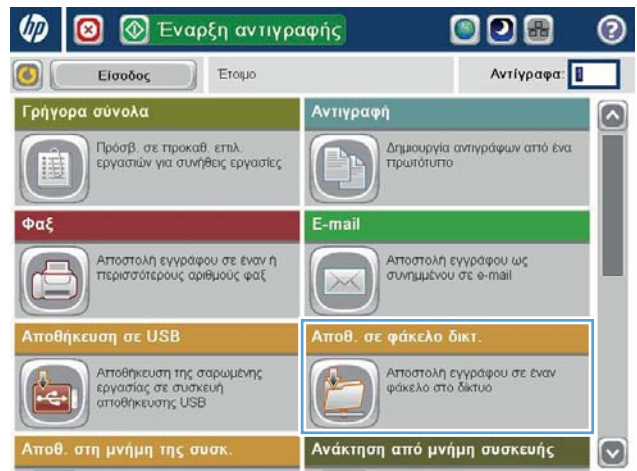 hp
Έναρξη αντιγραφής
?
Είσοδος
Έτοιμο
Αντίγραφα: 1
Γρήγορα σύνολα
Πρόσβ. σε προκαθ. επιλ.
εργασιών για συνήθεις εργασίες
Αντιγραφή
Δημιουργία αντιγράφων από ένα
πρωτότυπο
Φαξ
Αποστολή εγγράφου σε έναν ή
περισσότερους αριθμούς φαξ
E-mail
Αποστολή εγγράφου ως
συνημμένου σε e-mail
Αποθήκευση σε USB
Αποθήκευση της σαρωμένης
εργασίας σε συσκευή
αποθήκευσης USB
Αποθ. σε φάκελο δικτ.
Αποστολή εγγράφου σε έναν
φάκελο στο δίκτυο
Αποθ. στη μνήμη της συσκ.
Ανάκτηση από μνήμη συσκευής